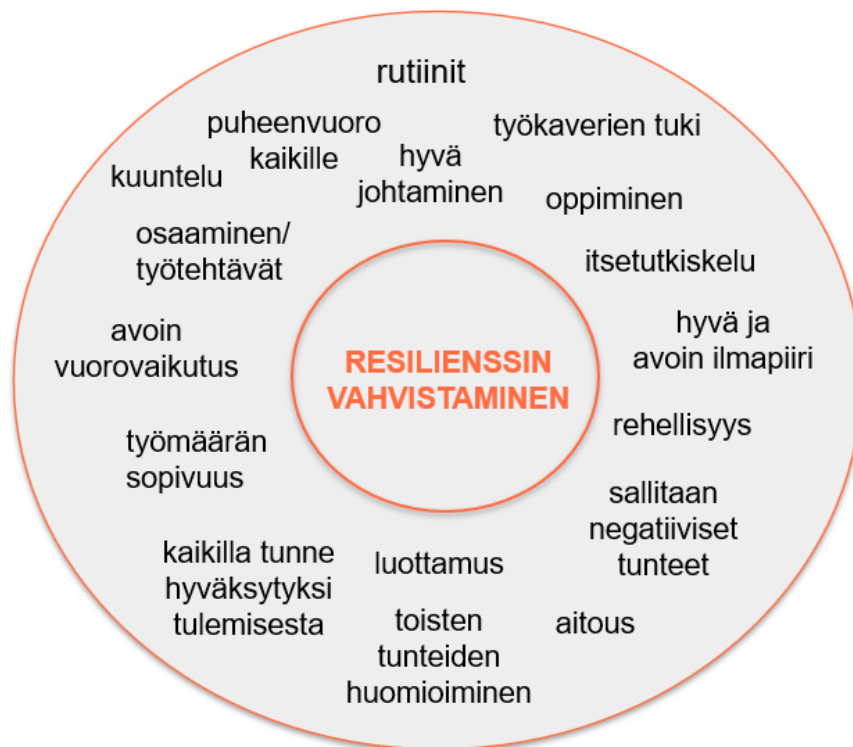 rutiinit
puheenvuoro
kaikille
työkaverien tuki
kuuntelu
hyvä
johtaminen
oppiminen
osaaminen/
työtehtävät
itsetutkiskelu
avoin
vuorovaikutus
RESILIENSSIN
VAHVISTAMINEN
hyvä ja
avoin ilmapiiri
rehellisyys
työmäärän
sopivuus
sallitaan
negatiiviset
tunteet
kaikilla tunne
hyväksytyksi
tulemisesta
luottamus
toisten
tunteiden
huomioiminen
aitous